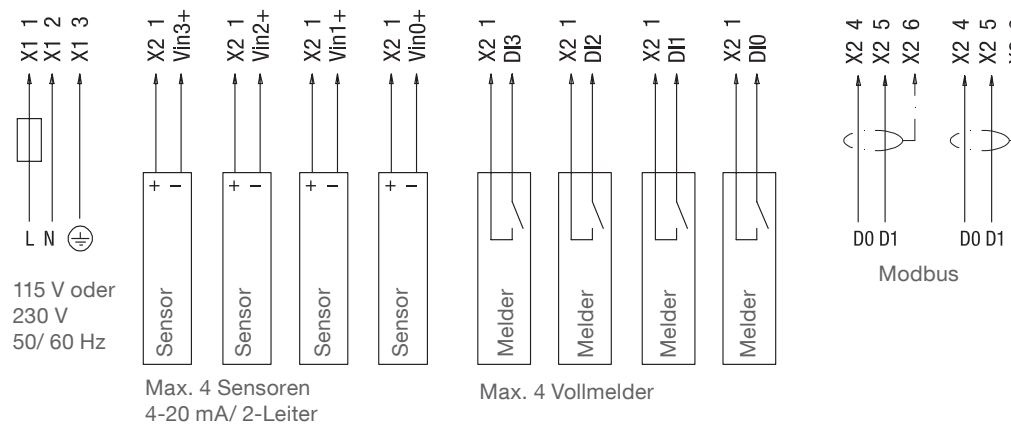 X1 1
X1 2
X1 3
X2 1
Vin3+
X2 1
Vin2+
X2 1
Vin1+
X2 1
Vin0+
X2 1
DI3
X2 1
DI2
X2 1
DI1
X2 1
DI0
X2 4
X2 5
X2 6
X2 4
X2 5
+ −
+ −
+ −
+ −
L N
D0 D1
D0 D1
Modbus
115 V oder
230 V
50/ 60 Hz
Sensor
Sensor
Sensor
Sensor
Melder
Melder
Melder
Melder
Max. 4 Sensoren
4-20 mA/ 2-Leiter
Max. 4 Vollmelder